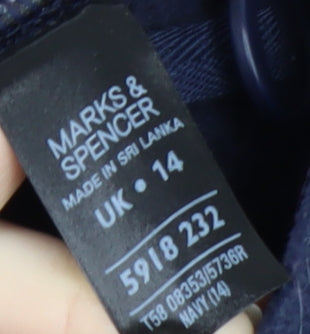 MARKS &
SPENCER
MADE IN SRI LANKA
UK • 14
5918 232
T58 08353/5736R
NAVY (14)